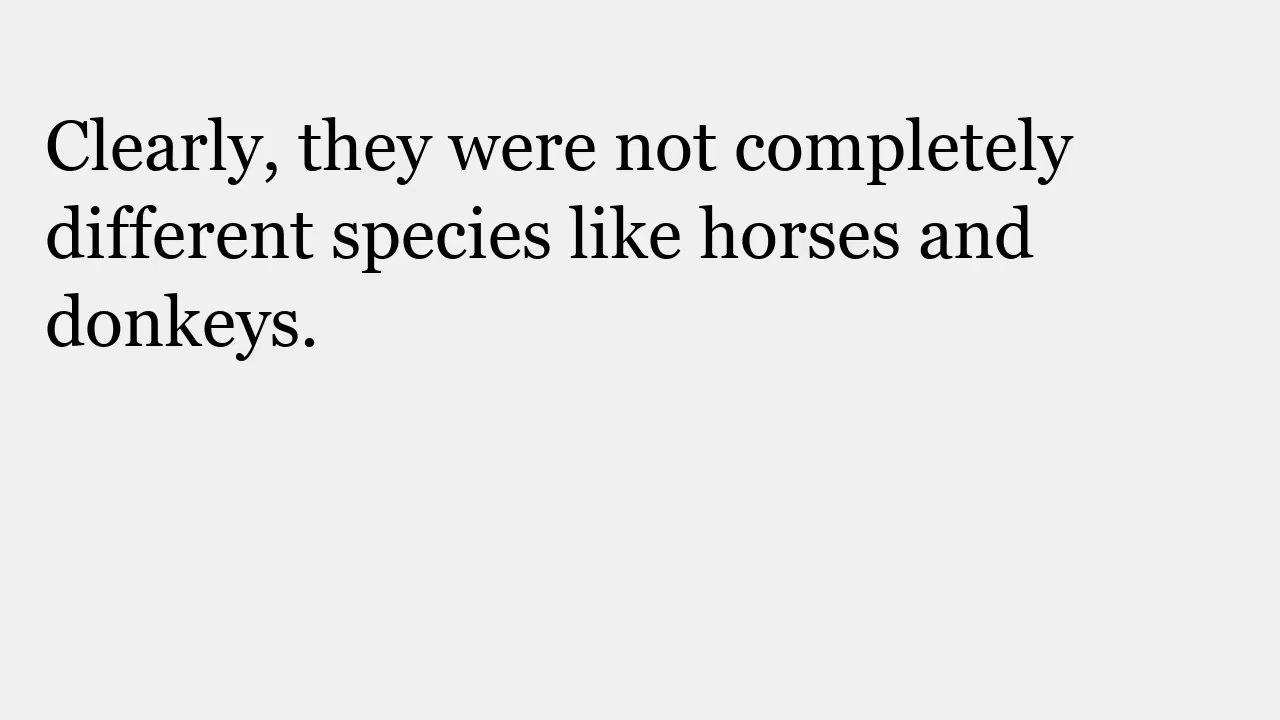 Clearly, they were not completely
different species like horses and
donkeys.